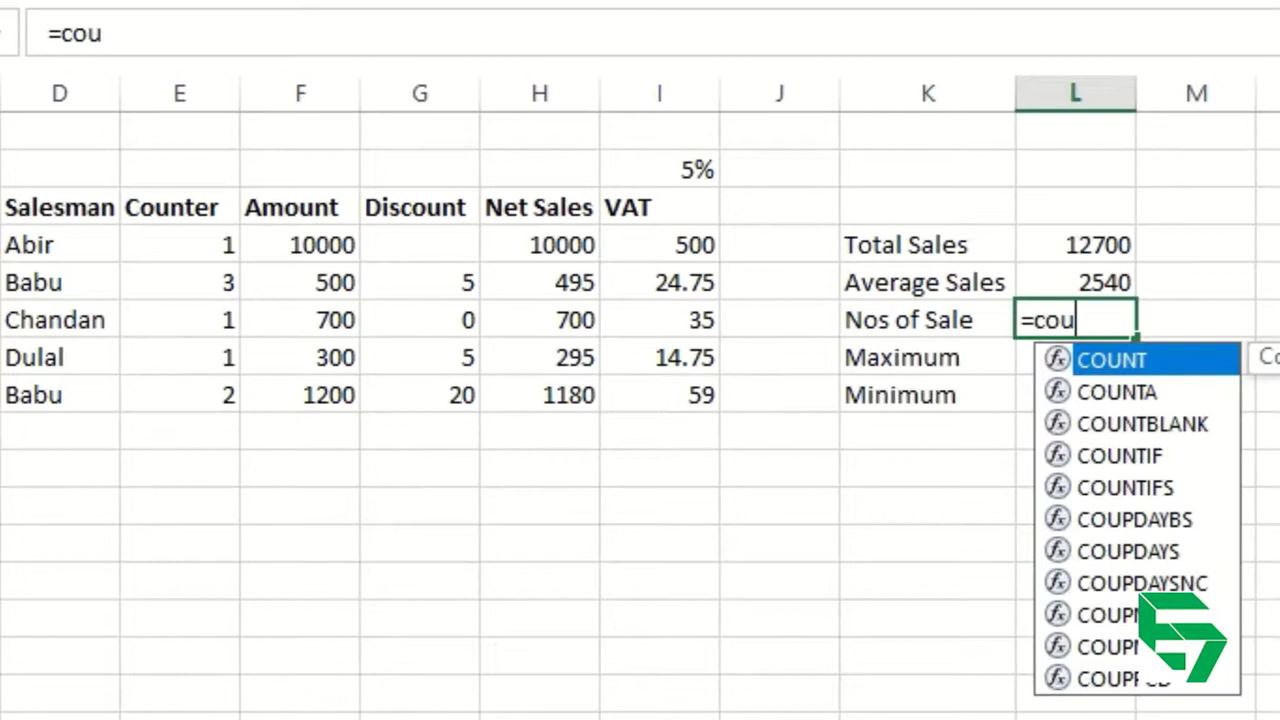 =cou
D E F G H I J K L M
5%
Salesman Counter Amount Discount Net Sales VAT
Abir 1 10000 10000 500 Total Sales 12700
Babu 3 500 5 495 24.75 Average Sales 2540
Chandan 1 700 0 700 35 Nos of Sale =cou
Dulal 1 300 5 295 14.75 Maximum
Babu 2 1200 20 1180 59 Minimum
COUNT
COUNTA
COUNTBLANK
COUNTIF
COUNTIFS
COUPDAYBS
COUPDAYS
COUPDAYSNC